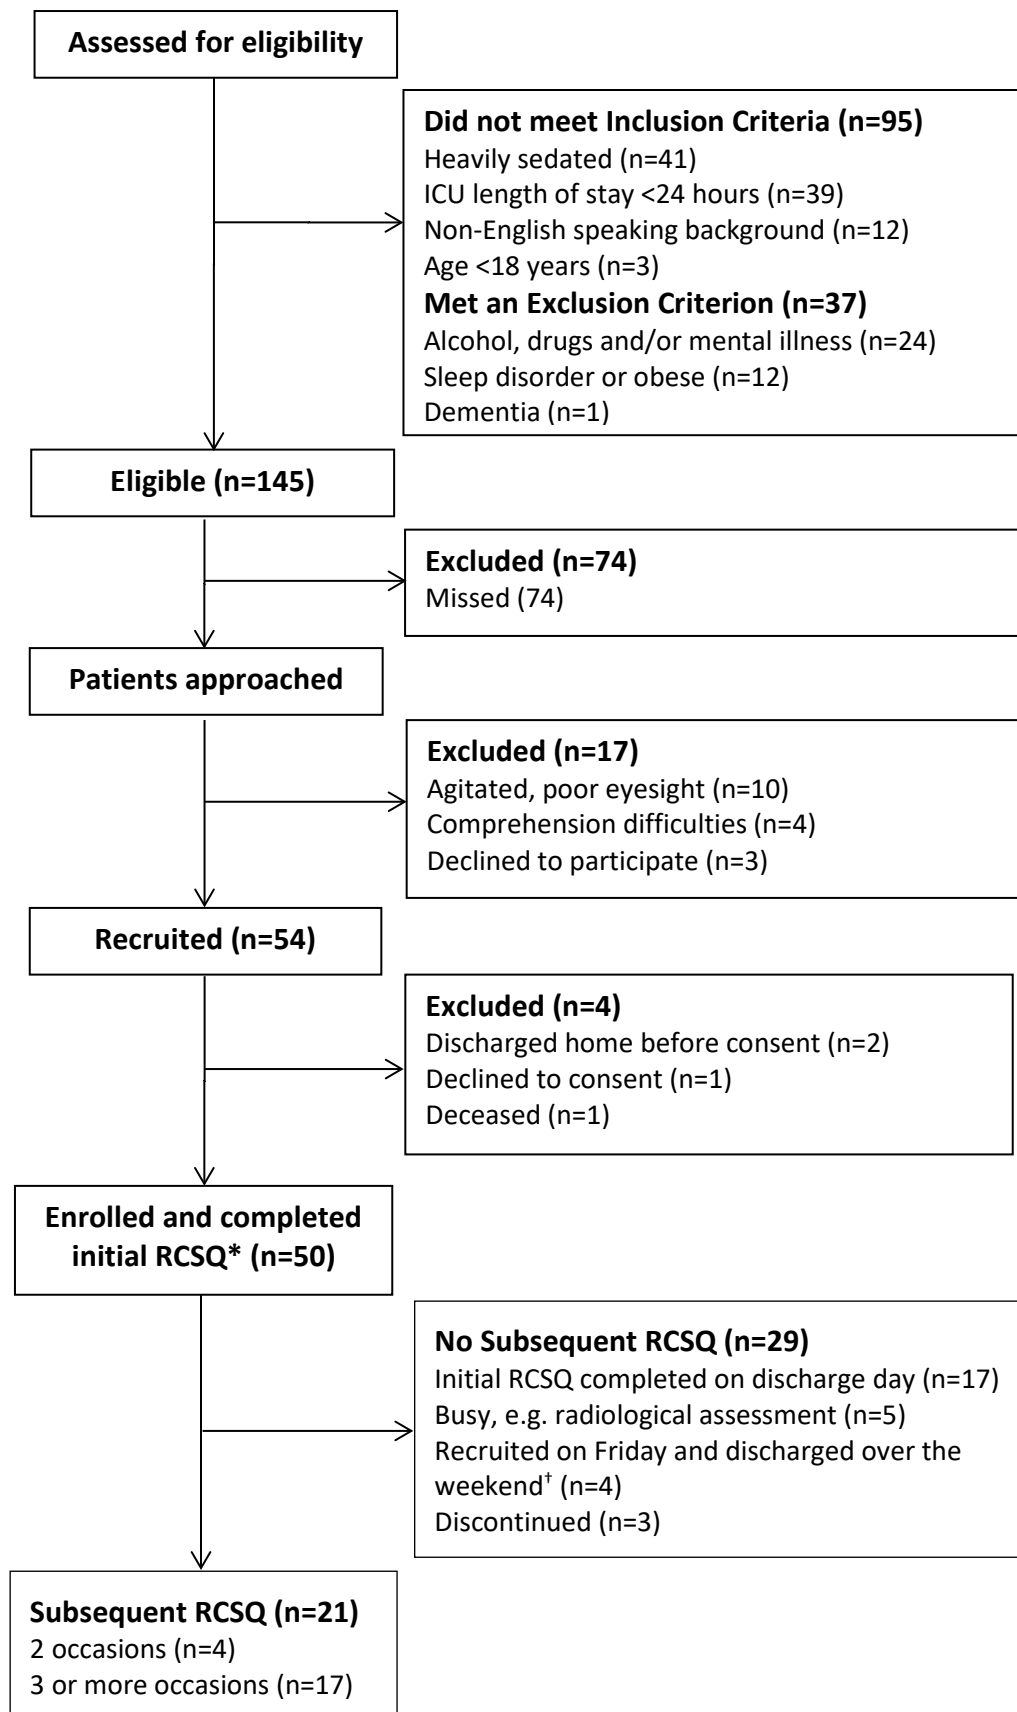 Assessed for eligibility
Did not meet Inclusion Criteria (n=95)
Heavily sedated (n=41)
ICU length of stay <24 hours (n=39)
Non-English speaking background (n=12)
Age <18 years (n=3)
Met an Exclusion Criterion (n=37)
Alcohol, drugs and/or mental illness (n=24)
Sleep disorder or obese (n=12)
Dementia (n=1)
Eligible (n=145)
Excluded (n=74)
Missed (74)
Patients approached
Excluded (n=17)
Agitated, poor eyesight (n=10)
Comprehension difficulties (n=4)
Declined to participate (n=3)
Recruited (n=54)
Excluded (n=4)
Discharged home before consent (n=2)
Declined to consent (n=1)
Deceased (n=1)
Enrolled and completed
initial RCSQ* (n=50)
No Subsequent RCSQ (n=29)
Initial RCSQ completed on discharge day (n=17)
Busy, e.g. radiological assessment (n=5)
Recruited on Friday and discharged over the
weekend† (n=4)
Discontinued (n=3)
Subsequent RCSQ (n=21)
2 occasions (n=4)
3 or more occasions (n=17)